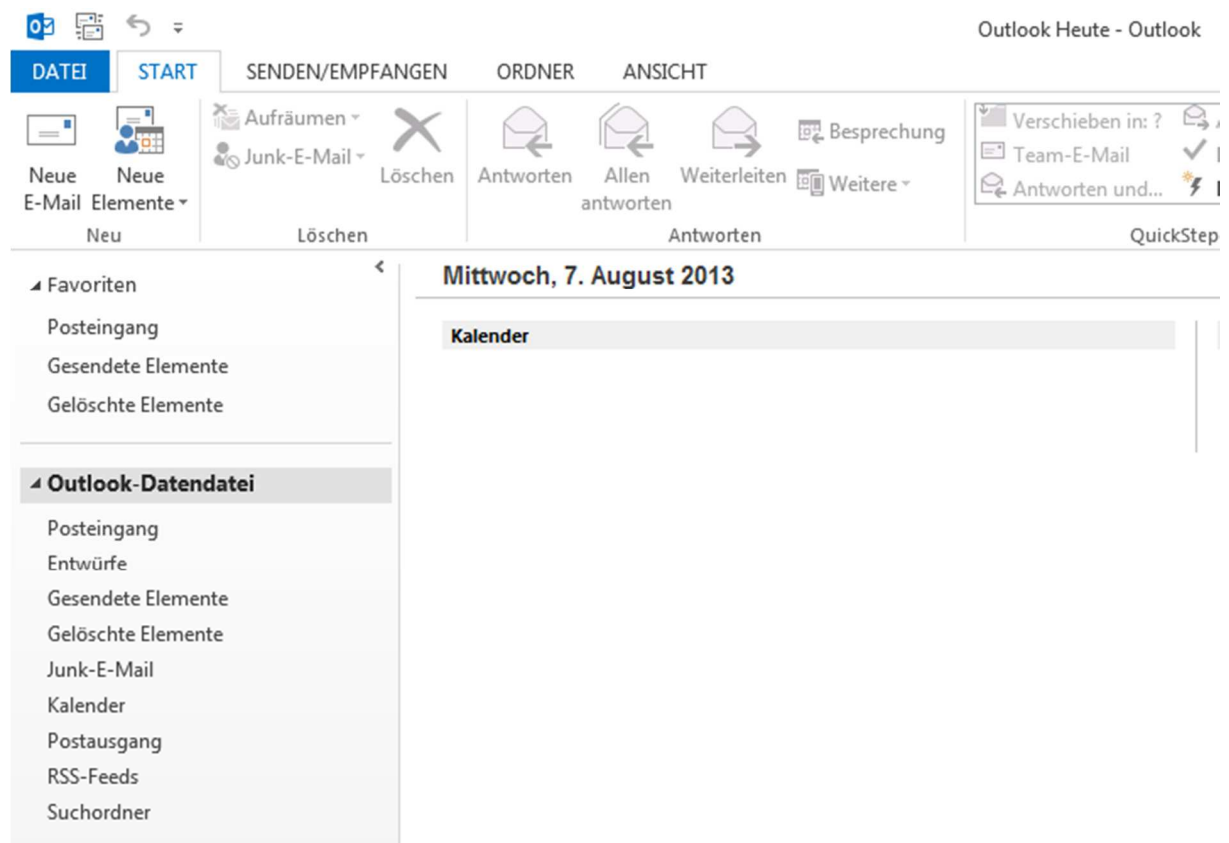 Outlook Heute - Outlook
DATEI START SENDEN/EMPFANGEN ORDNER ANSICHT
Neue E-Mail
Neue Elemente
Neu
Aufräumen
Junk-E-Mail
Löschen
Löschen
Antworten
Allen antworten
Weiterleiten
Besprechung
Weitere
Antworten
Verschieben in: ?
Team-E-Mail
Antworten und...
QuickStep
Favoriten
Posteingang
Gesendete Elemente
Gelöschte Elemente
Outlook-Datendatei
Posteingang
Entwürfe
Gesendete Elemente
Gelöschte Elemente
Junk-E-Mail
Kalender
Postausgang
RSS-Feeds
Suchordner
Mittwoch, 7. August 2013
Kalender